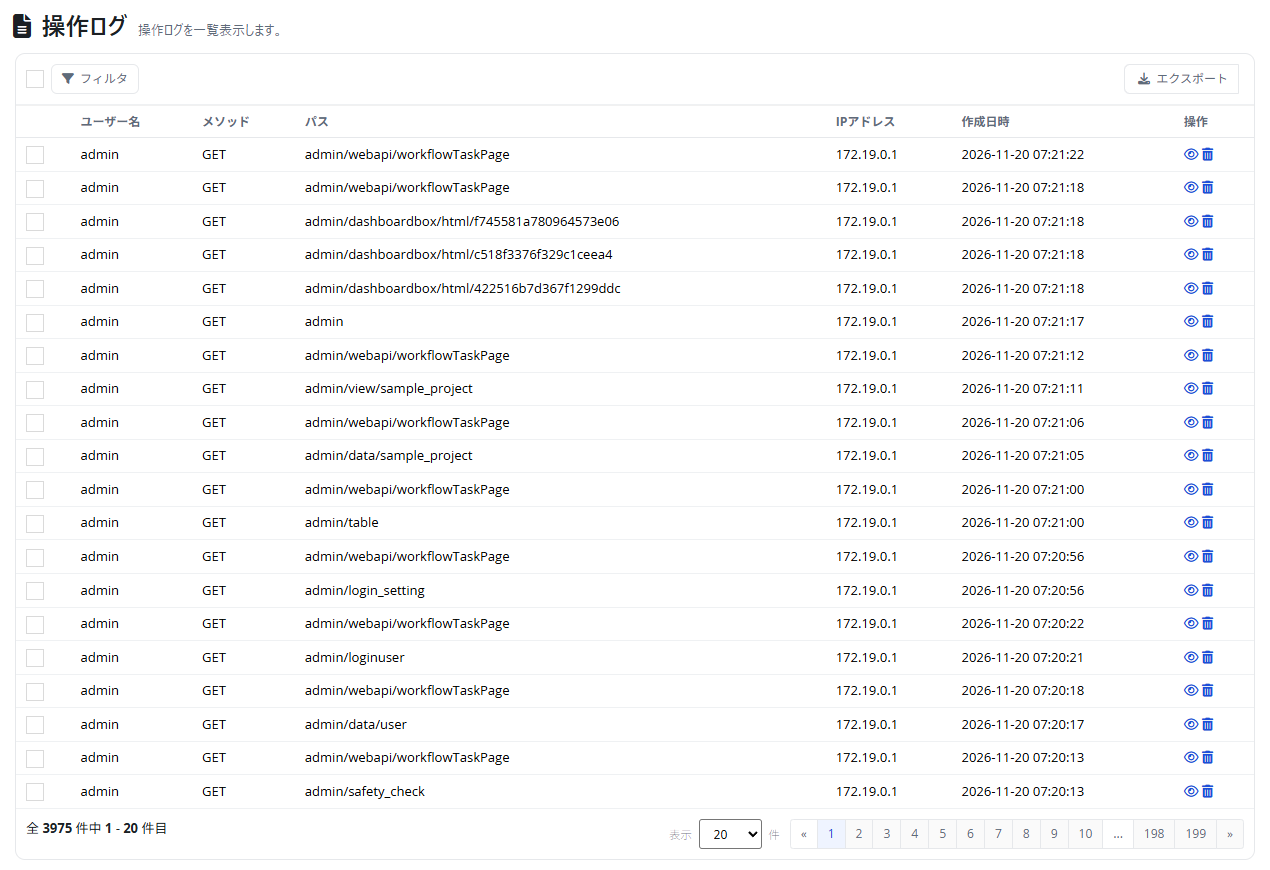 操作ログ 操作ログを一覧表示します。
フィルタ エクスポート
ユーザー名 メソッド パス IPアドレス 作成日時 操作
admin GET admin/webapi/workflowTaskPage 172.19.0.1 2026-11-20 07:21:22
admin GET admin/webapi/workflowTaskPage 172.19.0.1 2026-11-20 07:21:18
admin GET admin/dashboardbox/html/f745581a780964573e06 172.19.0.1 2026-11-20 07:21:18
admin GET admin/dashboardbox/html/c518f3376f329c1ceea4 172.19.0.1 2026-11-20 07:21:18
admin GET admin/dashboardbox/html/422516b7d367f1299ddc 172.19.0.1 2026-11-20 07:21:18
admin GET admin 172.19.0.1 2026-11-20 07:21:17
admin GET admin/webapi/workflowTaskPage 172.19.0.1 2026-11-20 07:21:12
admin GET admin/view/sample_project 172.19.0.1 2026-11-20 07:21:11
admin GET admin/webapi/workflowTaskPage 172.19.0.1 2026-11-20 07:21:06
admin GET admin/data/sample_project 172.19.0.1 2026-11-20 07:21:05
admin GET admin/webapi/workflowTaskPage 172.19.0.1 2026-11-20 07:21:00
admin GET admin/table 172.19.0.1 2026-11-20 07:21:00
admin GET admin/webapi/workflowTaskPage 172.19.0.1 2026-11-20 07:20:56
admin GET admin/login_setting 172.19.0.1 2026-11-20 07:20:56
admin GET admin/webapi/workflowTaskPage 172.19.0.1 2026-11-20 07:20:22
admin GET admin/loginuser 172.19.0.1 2026-11-20 07:20:21
admin GET admin/webapi/workflowTaskPage 172.19.0.1 2026-11-20 07:20:18
admin GET admin/data/user 172.19.0.1 2026-11-20 07:20:17
admin GET admin/webapi/workflowTaskPage 172.19.0.1 2026-11-20 07:20:13
admin GET admin/safety_check 172.19.0.1 2026-11-20 07:20:13
全 3975 件中 1 - 20 件目 表示 20 件 « 1 2 3 4 5 6 7 8 9 10 ... 198 199 »